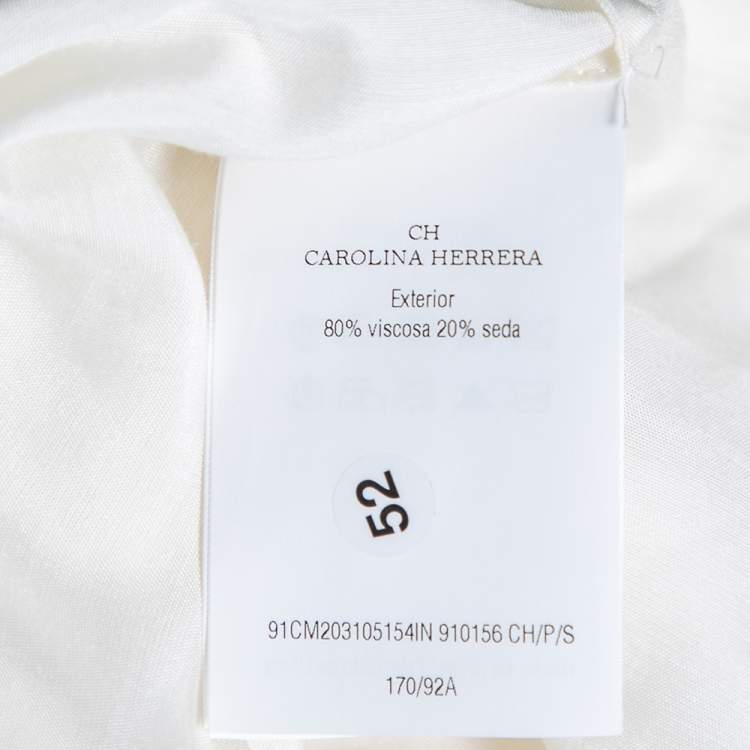 CH
CAROLINA HERRERA
Exterior
80% viscosa 20% seda
52
91CM203105154IN 910156 CH/P/S
170/92A